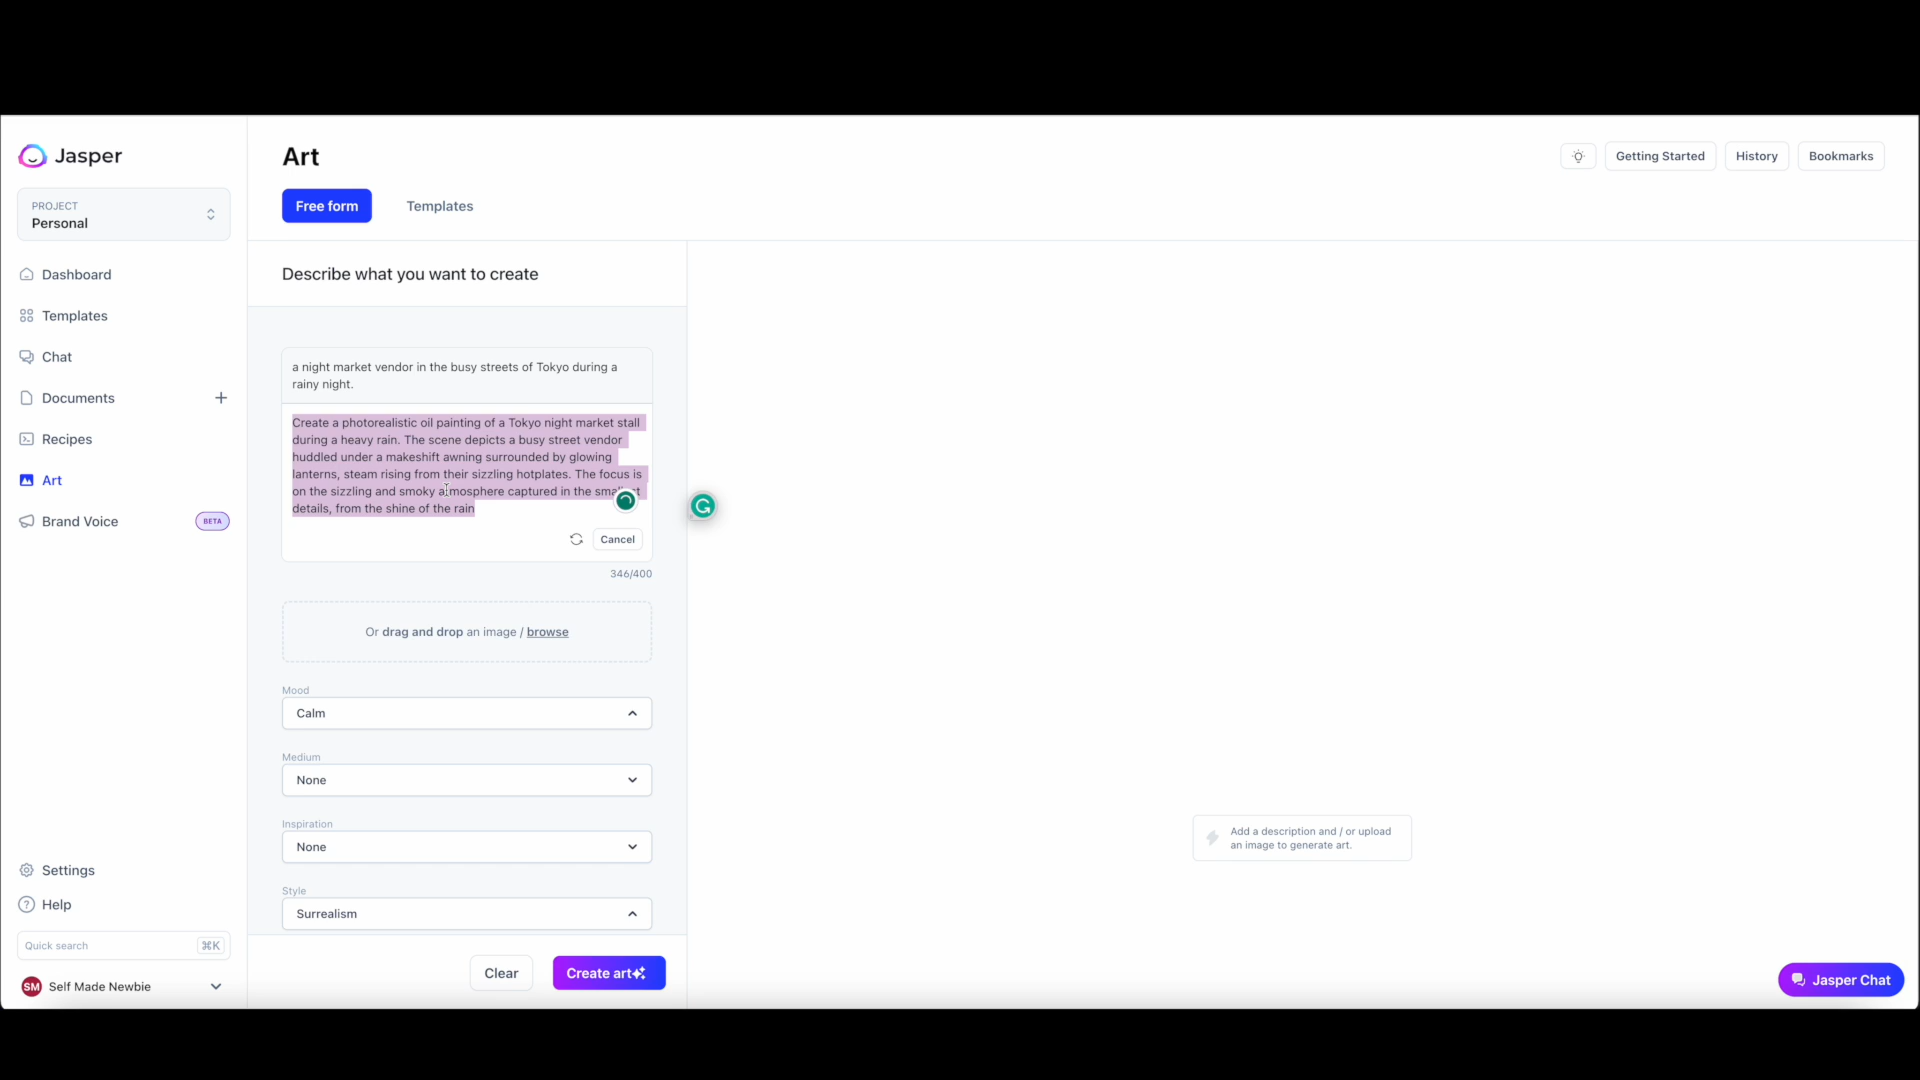 Jasper
PROJECT
Personal
Dashboard
Templates
Chat
Documents
Recipes
Art
Brand Voice
BETA
Settings
Help
Quick search
⌘K
SM
Self Made Newbie
Art
Getting Started
History
Bookmarks
Free form
Templates
Describe what you want to create
a night market vendor in the busy streets of Tokyo during a
rainy night.
Create a photorealistic oil painting of a Tokyo night market stall
during a heavy rain. The scene depicts a busy street vendor
huddled under a makeshift awning surrounded by glowing
lanterns, steam rising from their sizzling hotplates. The focus is
on the sizzling and smoky atmosphere captured in the smallest
details, from the shine of the rain
Cancel
346/400
Or drag and drop an image / browse
Mood
Calm
Medium
None
Inspiration
None
Style
Surrealism
Clear
Create art
Add a description and / or upload
an image to generate art.
Jasper Chat